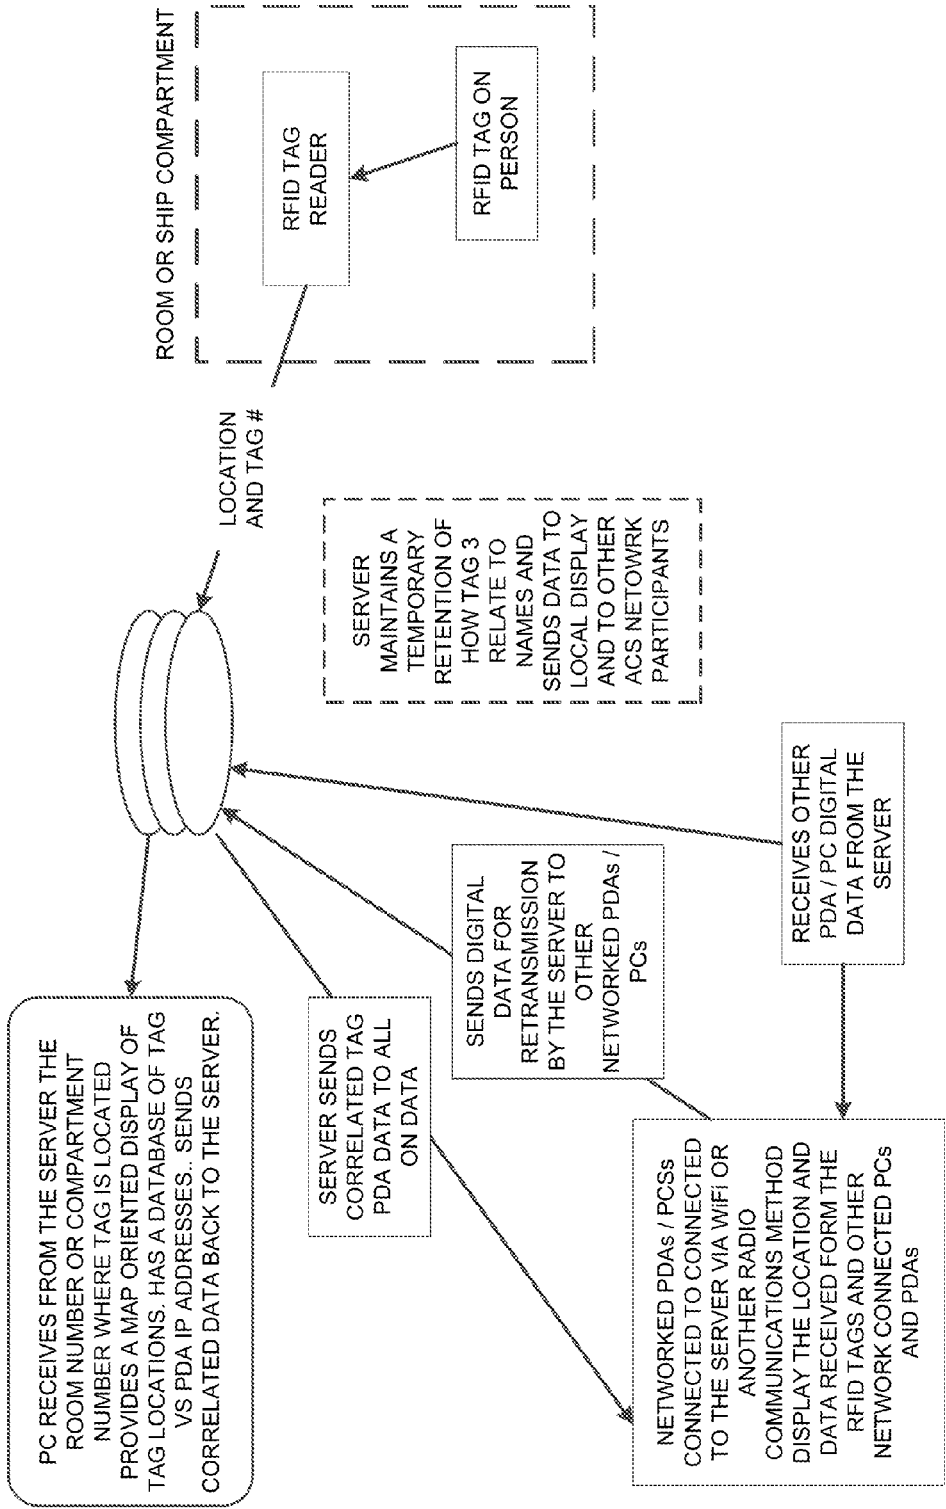 PC RECEIVES FROM THE SERVER THE
ROOM NUMBER OR COMPARTMENT
NUMBER WHERE TAG IS LOCATED
PROVIDES A MAP ORIENTED DISPLAY OF
TAG LOCATIONS. HAS A DATABASE OF TAG
VS PDA IP ADDRESSES.. SENDS
CORRELATED DATA BACK TO THE SERVER.
LOCATION
AND TAG #
ROOM OR SHIP COMPARTMENT
RFID TAG
READER
RFID TAG ON
PERSON
SERVER SENDS
CORRELATED TAG
PDA DATA TO ALL
ON DATA
SERVER
MAINTAINS A
TEMPORARY
RETENTION OF
HOW TAG 3
RELATE TO
NAMES AND
SENDS DATA TO
LOCAL DISPLAY
AND TO OTHER
ACS NETOWRK
PARTICIPANTS
SENDS DIGITAL
DATA FOR
RETRANSMISSION
BY THE SERVER TO
OTHER
NETWORKED PDAs /
PCs
NETWORKED PDAs / PCSs
CONNECTED TO CONNECTED
TO THE SERVER VIA WiFi OR
ANOTHER RADIO
COMMUNICATIONS METHOD
DISPLAY THE LOCATION AND
DATA RECEIVED FORM THE
RFID TAGS AND OTHER
NETWORK CONNECTED PCs
AND PDAs
RECEIVES OTHER
PDA / PC DIGITAL
DATA FROM THE
SERVER